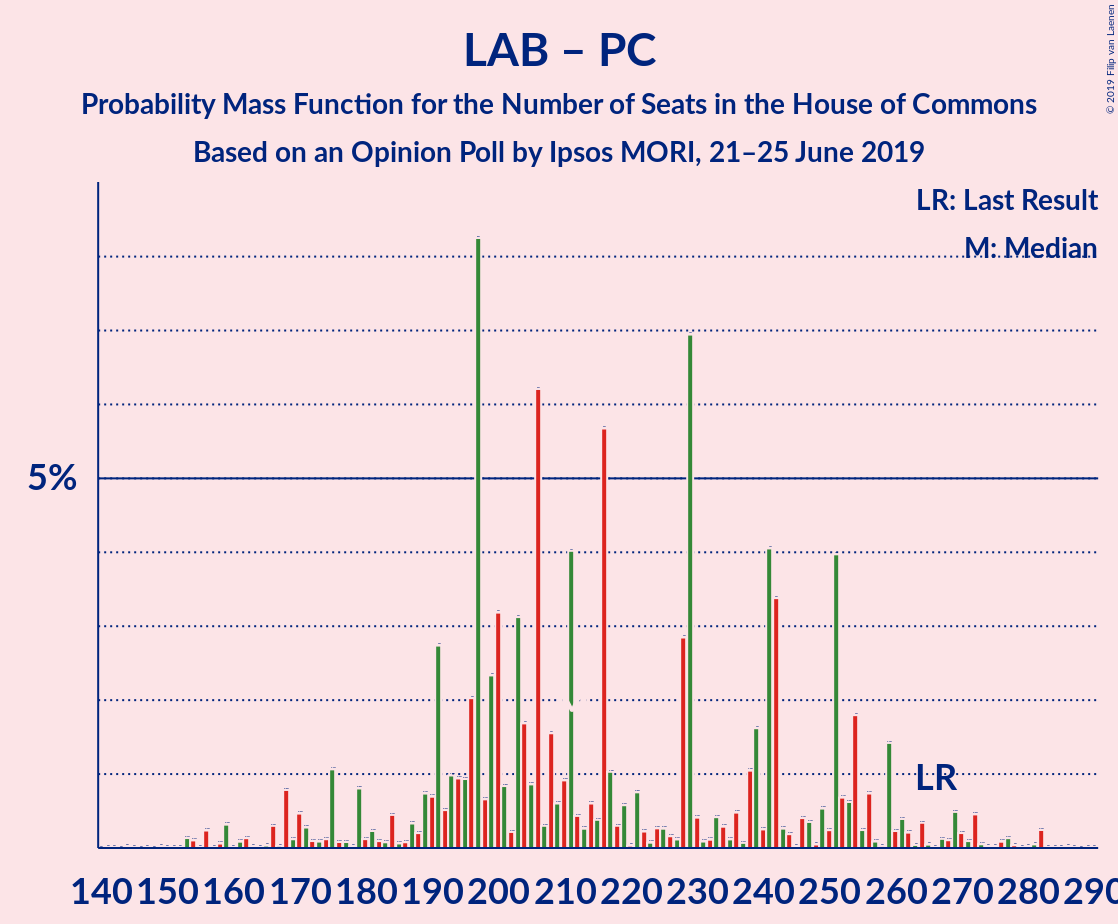 © 2019 Filip van Laenen
LAB – PC
Probability Mass Function for the Number of Seats in the House of Commons
Based on an Opinion Poll by Ipsos MORI, 21–25 June 2019
LR: Last Result
M: Median
5%
LR
140 150 160 170 180 190 200 210 220 230 240 250 260 270 280 290